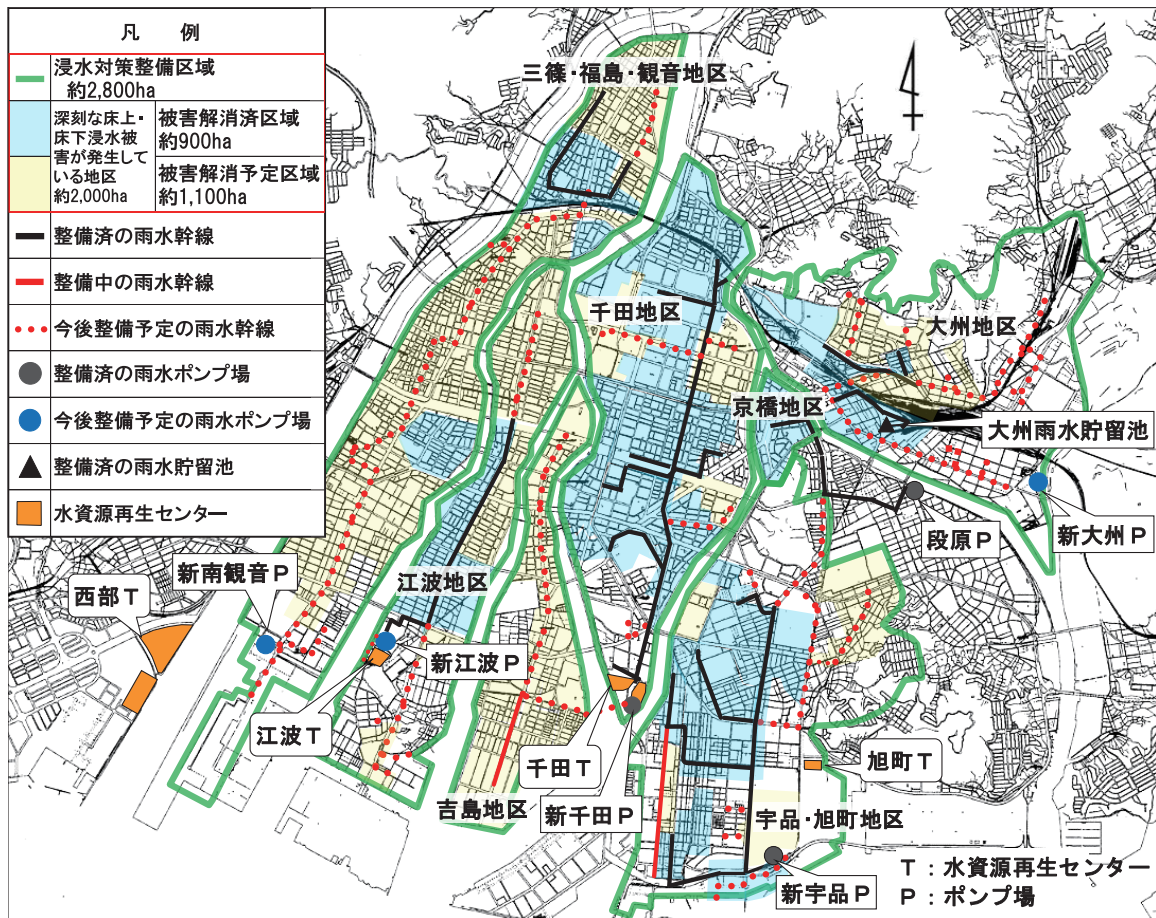 凡 例
浸水対策整備区域
約2,800ha
深刻な床上・
床下浸水被
害が発生して
いる地区
約2,000ha
被害解消済区域
約900ha
被害解消予定区域
約1,100ha
整備済の雨水幹線
整備中の雨水幹線
今後整備予定の雨水幹線
整備済の雨水ポンプ場
今後整備予定の雨水ポンプ場
整備済の雨水貯留池
水資源再生センター
三篠・福島・観音地区
千田地区
大州地区
京橋地区
大州雨水貯留池
段原P
新大州P
新南観音P
西部T
江波地区
新江波P
江波T
千田T
旭町T
吉島地区
新千田P
宇品・旭町地区
新宇品P
T：水資源再生センター
P：ポンプ場